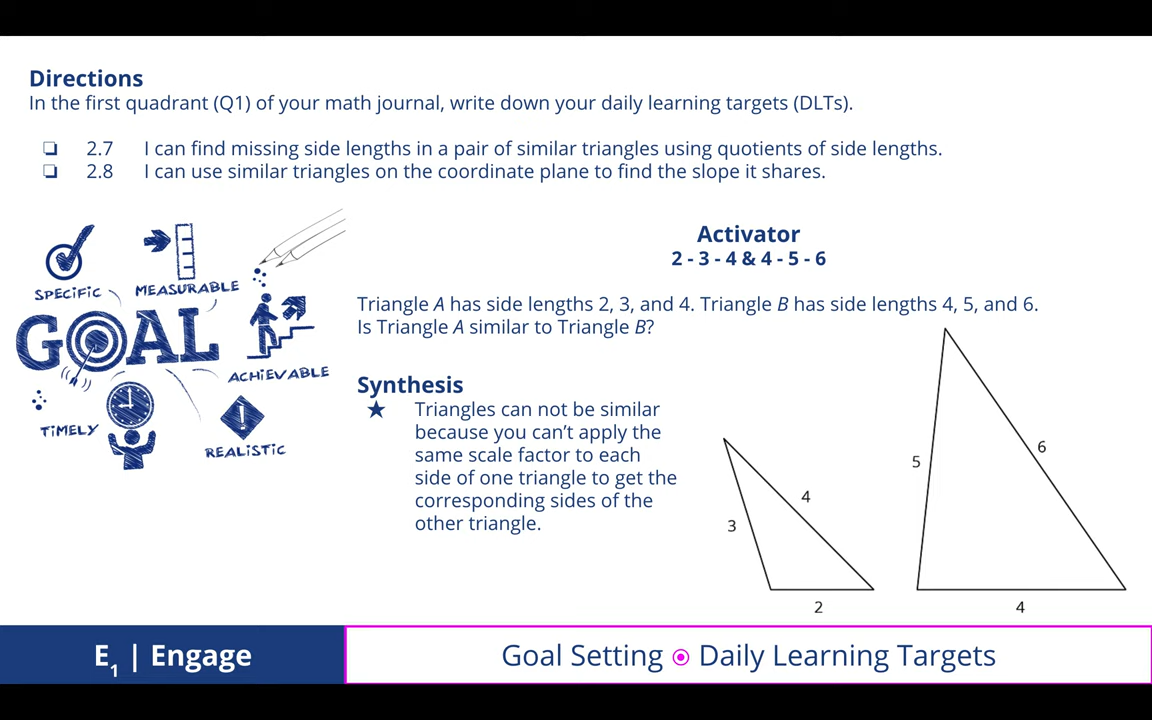 Directions
In the first quadrant (Q1) of your math journal, write down your daily learning targets (DLTs).
❏ 2.7 I can find missing side lengths in a pair of similar triangles using quotients of side lengths.
❏ 2.8 I can use similar triangles on the coordinate plane to find the slope it shares.
SPECIFIC
MEASURABLE
GOAL
ACHIEVABLE
TIMELY
REALISTIC
Activator
2 - 3 - 4 & 4 - 5 - 6
Triangle A has side lengths 2, 3, and 4. Triangle B has side lengths 4, 5, and 6.
Is Triangle A similar to Triangle B?
Synthesis
★ Triangles can not be similar
because you can’t apply the
same scale factor to each
side of one triangle to get the
corresponding sides of the
other triangle.
3
4
2
5
6
4
E1 | Engage
Goal Setting ⦿ Daily Learning Targets